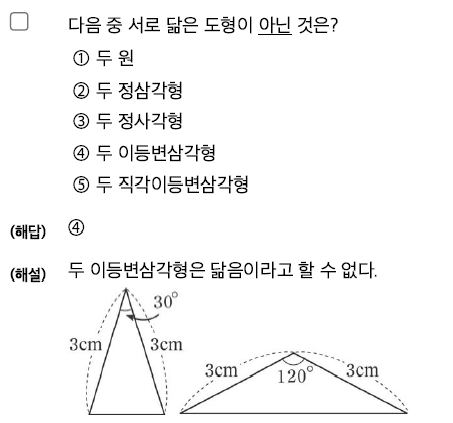 다음 중 서로 닮은 도형이 아닌 것은?
① 두 원
② 두 정삼각형
③ 두 정사각형
④ 두 이등변삼각형
⑤ 두 직각이등변삼각형
(해답) ④
(해설) 두 이등변삼각형은 닮음이라고 할 수 없다.
30°
3cm 3cm
3cm 120° 3cm